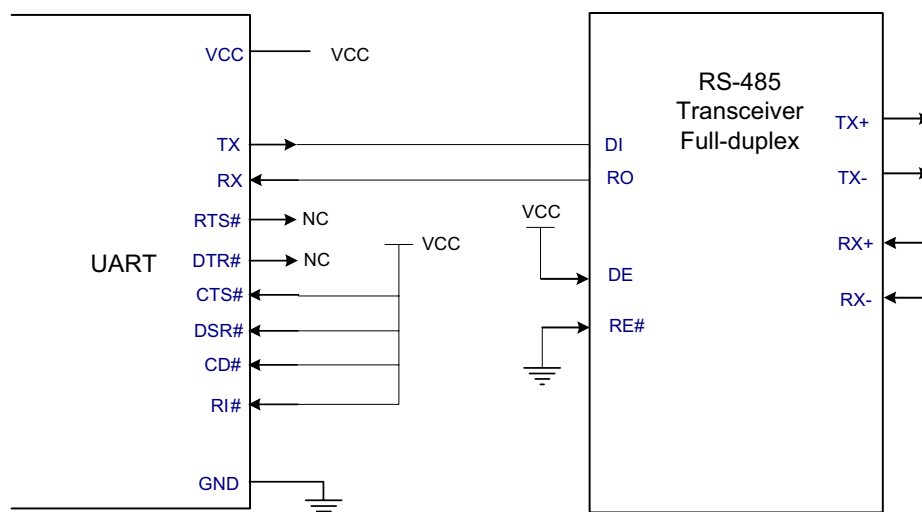 VCC
VCC
TX
RX
RTS#
NC
DTR#
NC
UART
CTS#
DSR#
CD#
RI#
GND
VCC
RS-485
Transceiver
Full-duplex
DI
RO
VCC
DE
RE#
TX+
TX-
RX+
RX-